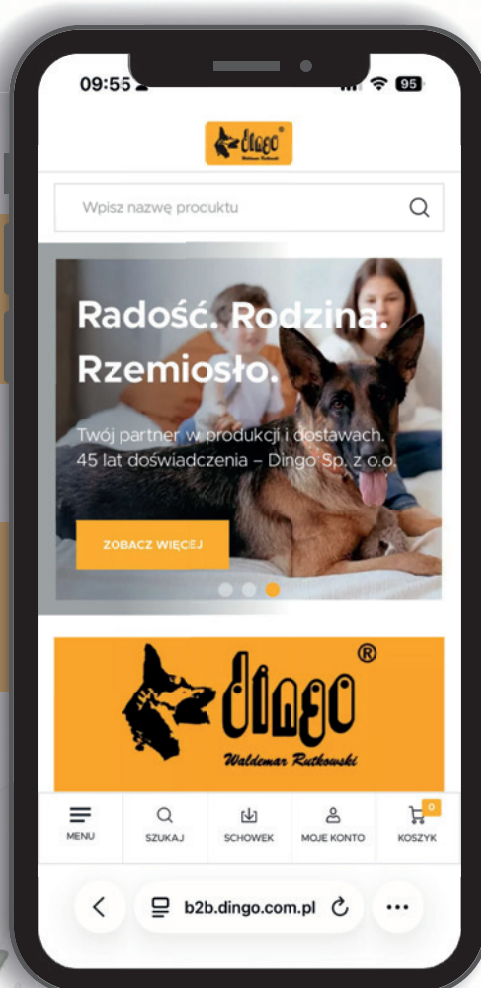 09:55
95
dingo®
Waldemar Rutkowski
Wpisz nazwę procuktu
Radość. Rodzina.
Rzemiosło.
Twój partner w produkcji i dostawach.
45 lat doświadczenia – Dingo Sp. z o.o.
ZOBACZ WIĘCEJ
dingo®
Waldemar Rutkowski
0
MENU SZUKAJ SCHOWEK MOJE KONTO KOSZYK
b2b.dingo.com.pl